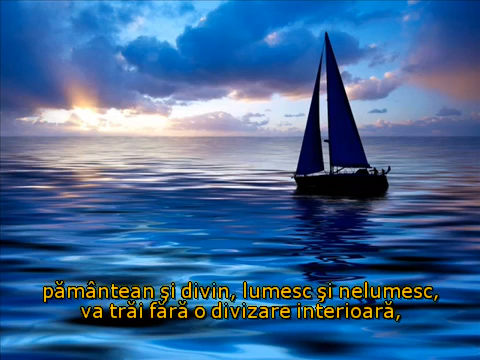 pământean şi divin, lumesc şi nelumesc,
va trăi fără o divizare interioară,